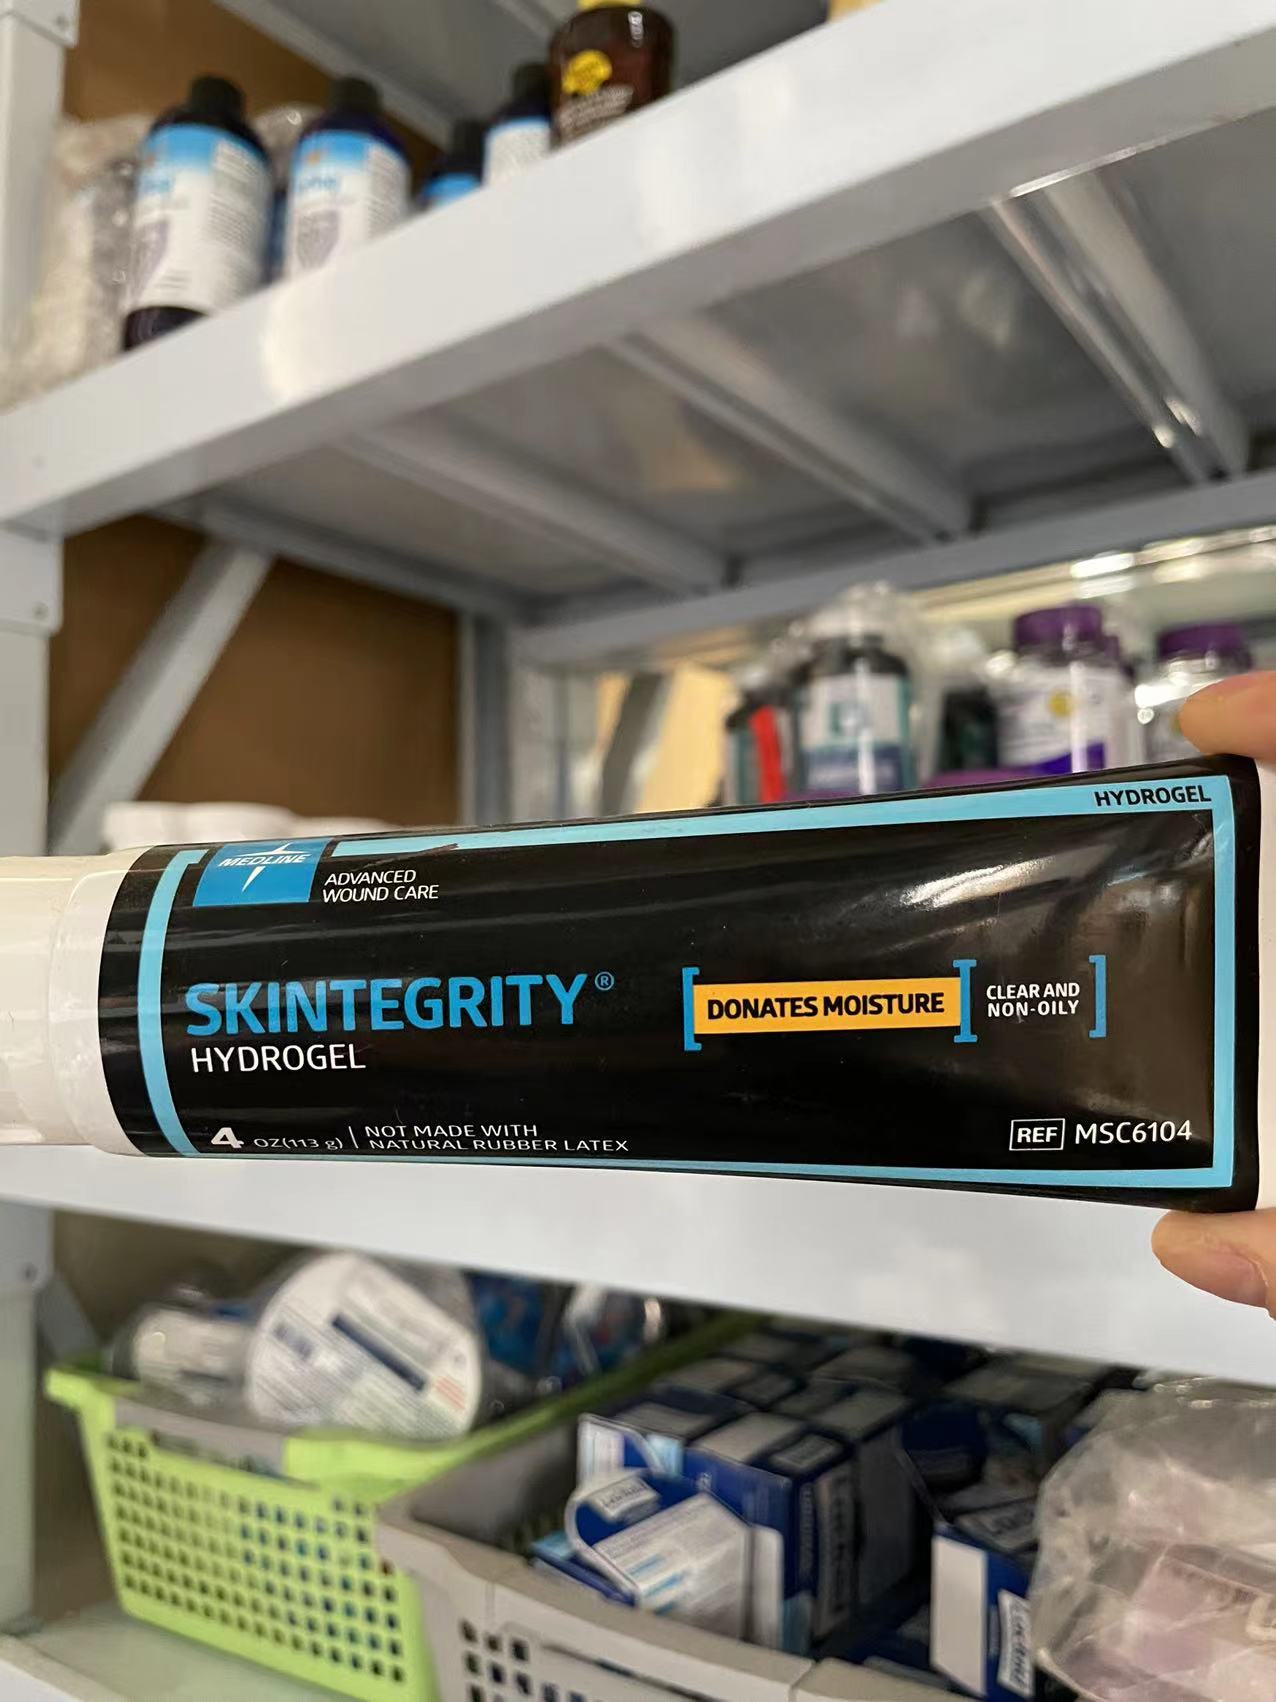 HYDROGEL
MEDLINE
ADVANCED
WOUND CARE
SKINTEGRITY®
HYDROGEL
DONATES MOISTURE
CLEAR AND
NON-OILY
4 OZ(113 g)
NOT MADE WITH
NATURAL RUBBER LATEX
REF MSC6104